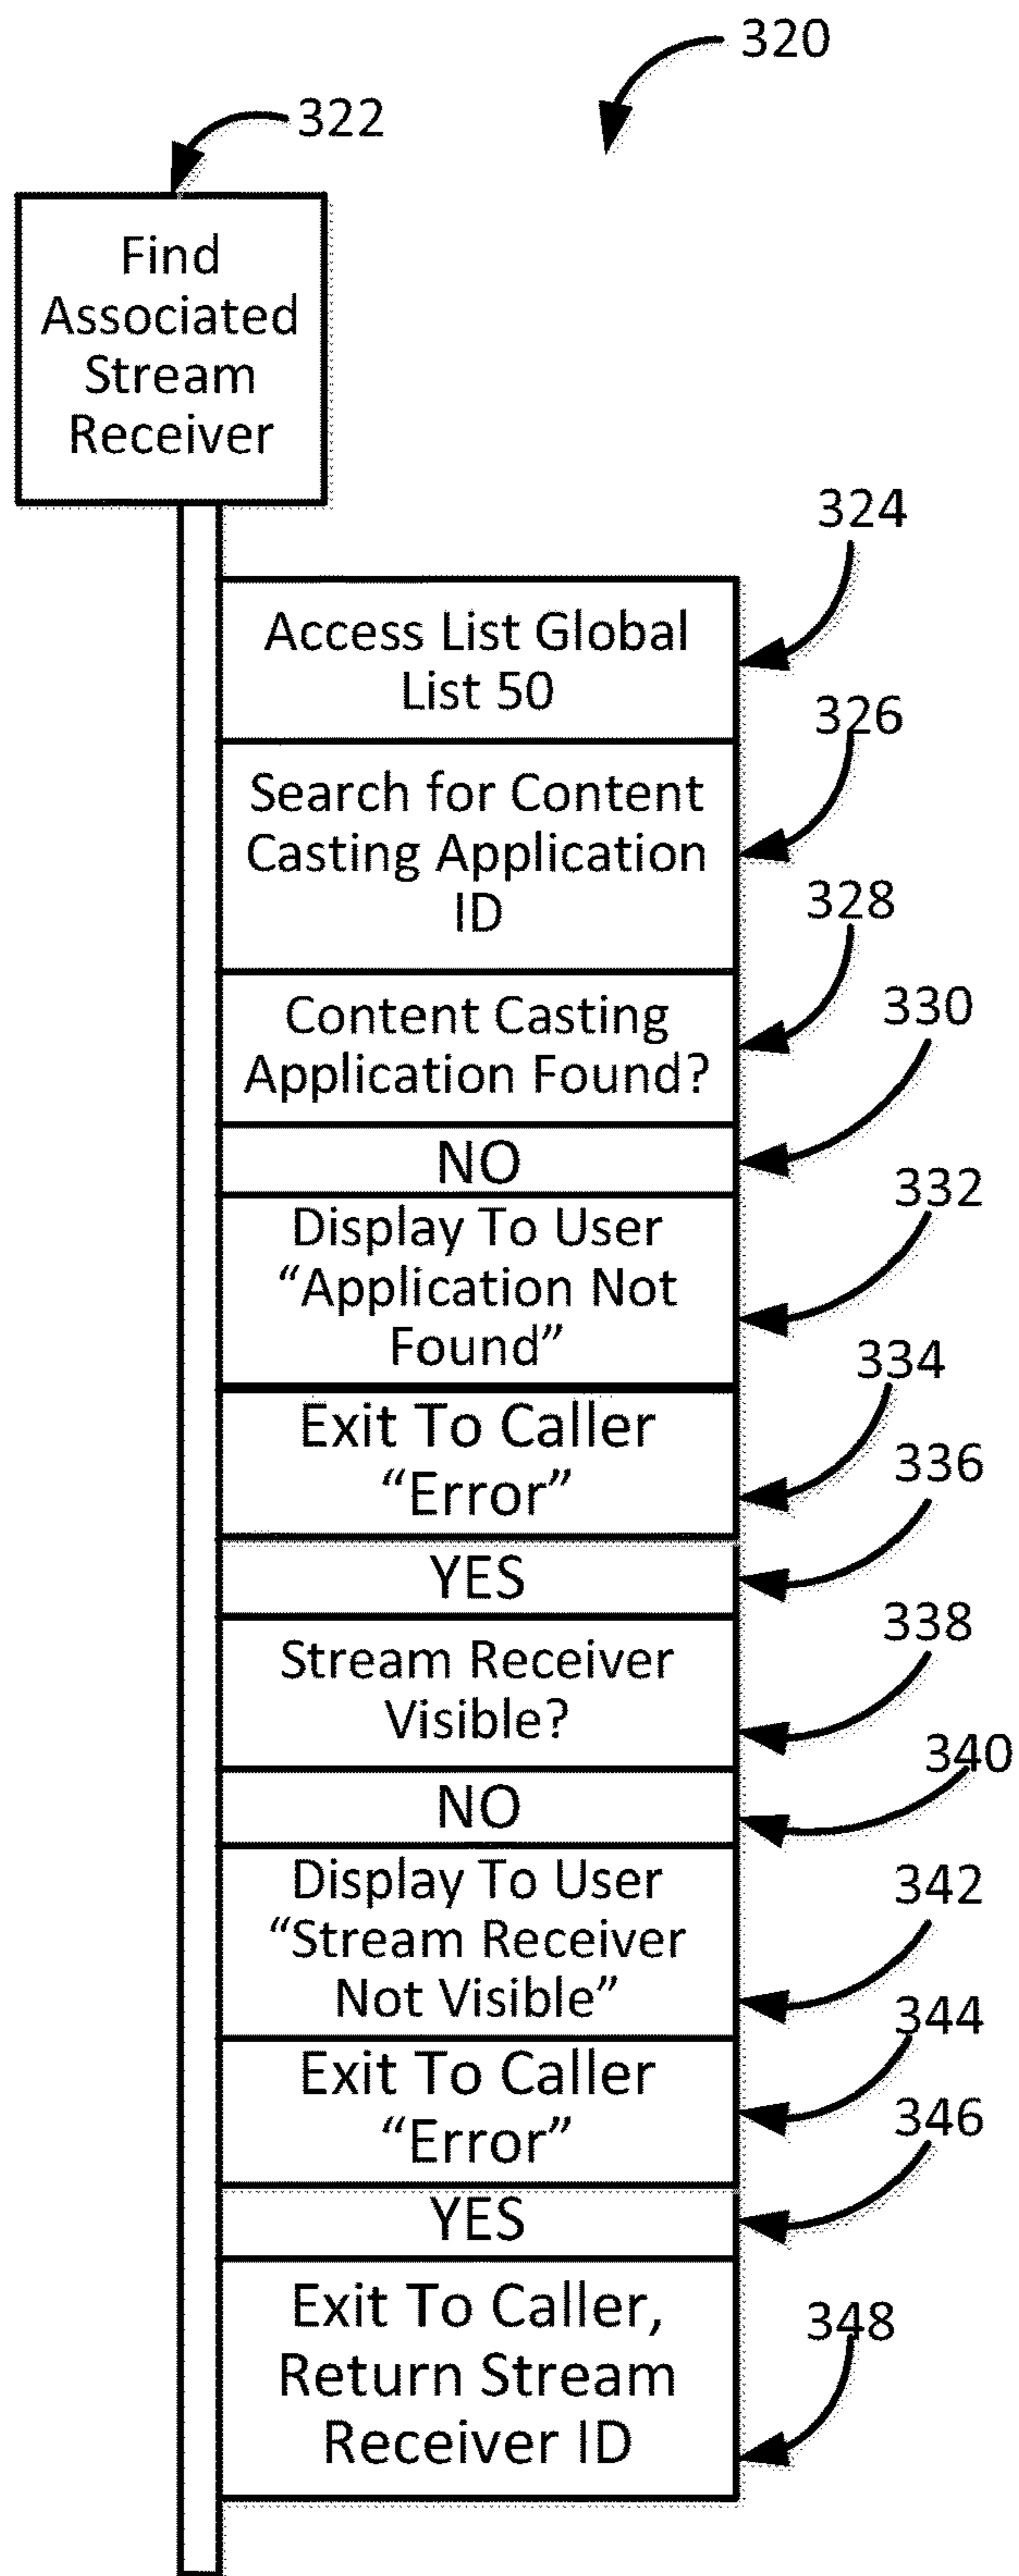 320
322
Find
Associated
Stream
Receiver
324
Access List Global
List 50
326
Search for Content
Casting Application
ID
328
Content Casting
Application Found?
330
NO
332
Display To User
“Application Not
Found”
334
Exit To Caller
“Error”
336
YES
338
Stream Receiver
Visible?
340
NO
342
Display To User
“Stream Receiver
Not Visible”
344
Exit To Caller
“Error”
346
YES
348
Exit To Caller,
Return Stream
Receiver ID